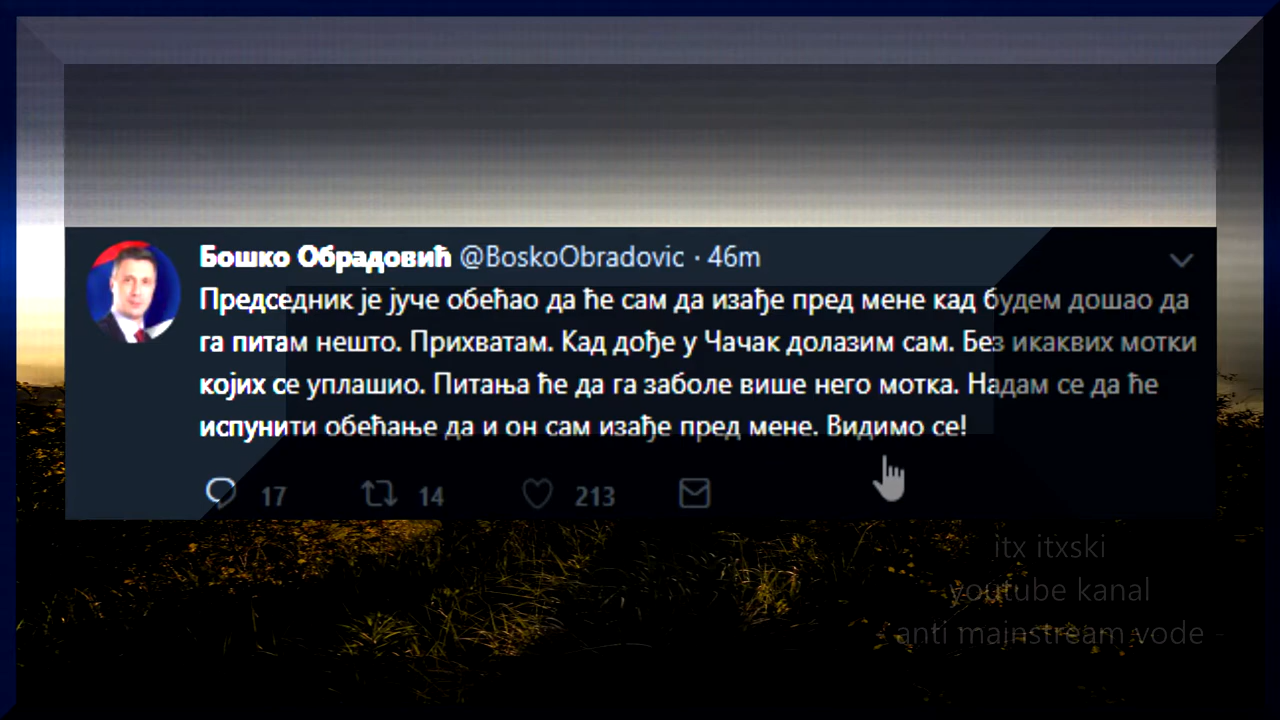 Бошко Обрадовић @BoskoObradovic · 46m
Председник је јуче обећао да ће сам да изађе пред мене кад будем дошао да
га питам нешто. Прихватам. Кад дође у Чачак долазим сам. Без икаквих мотки
којих се уплашио. Питања ће да га заболе више него мотка. Надам се да ће
испунити обећање да и он сам изађе пред мене. Видимо се!
17 14 213
itx itxski
youtube kanal
anti mainstream vode